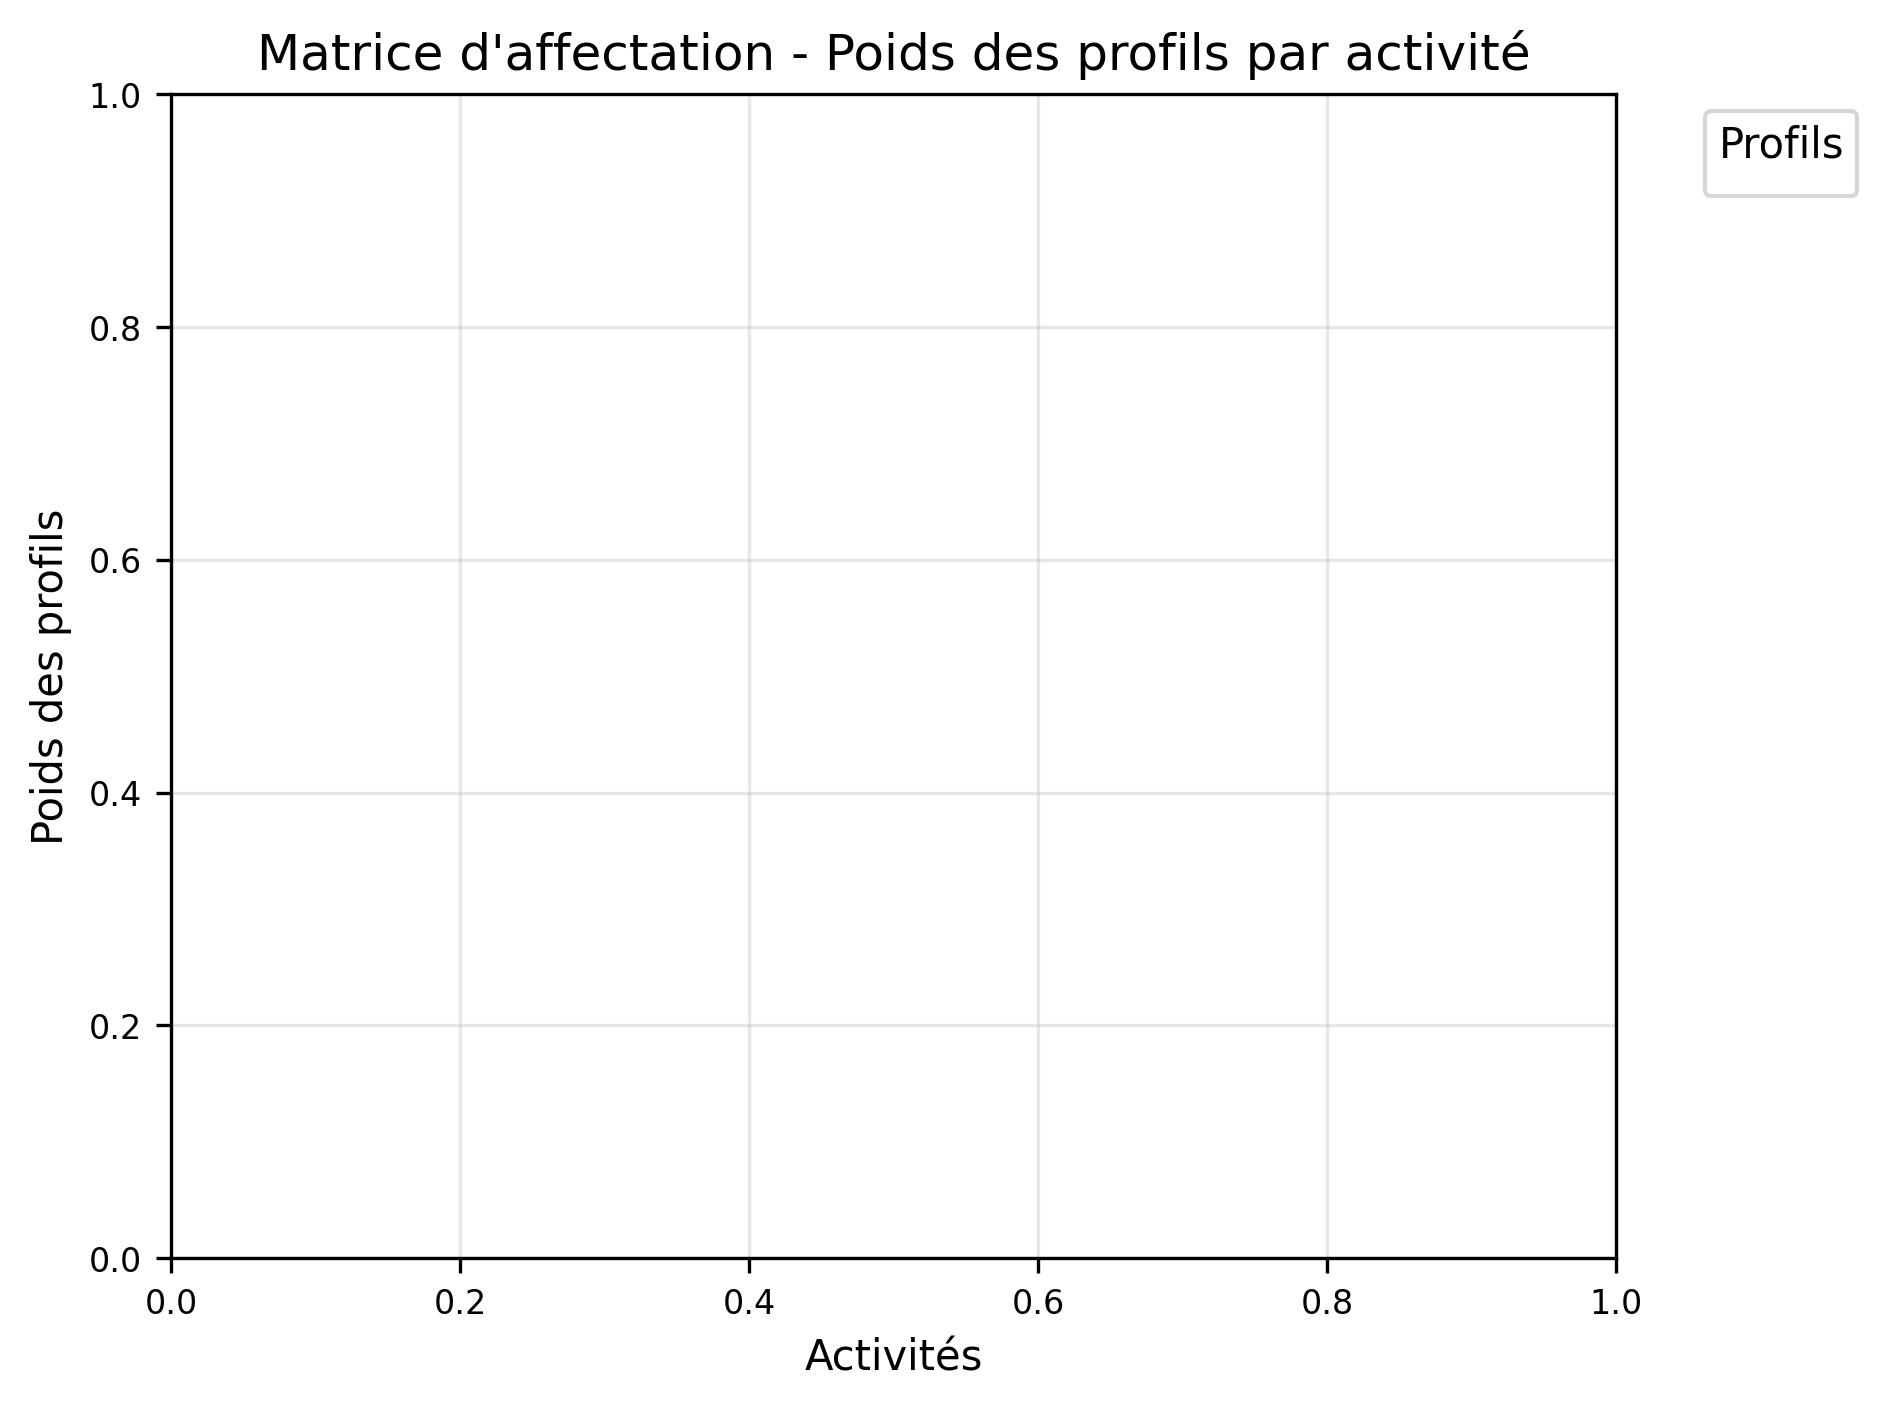 Matrice d'affectation - Poids des profils par activité
Profils
Poids des profils
1.0
0.8
0.6
0.4
0.2
0.0
0.0 0.2 0.4 0.6 0.8 1.0
Activités